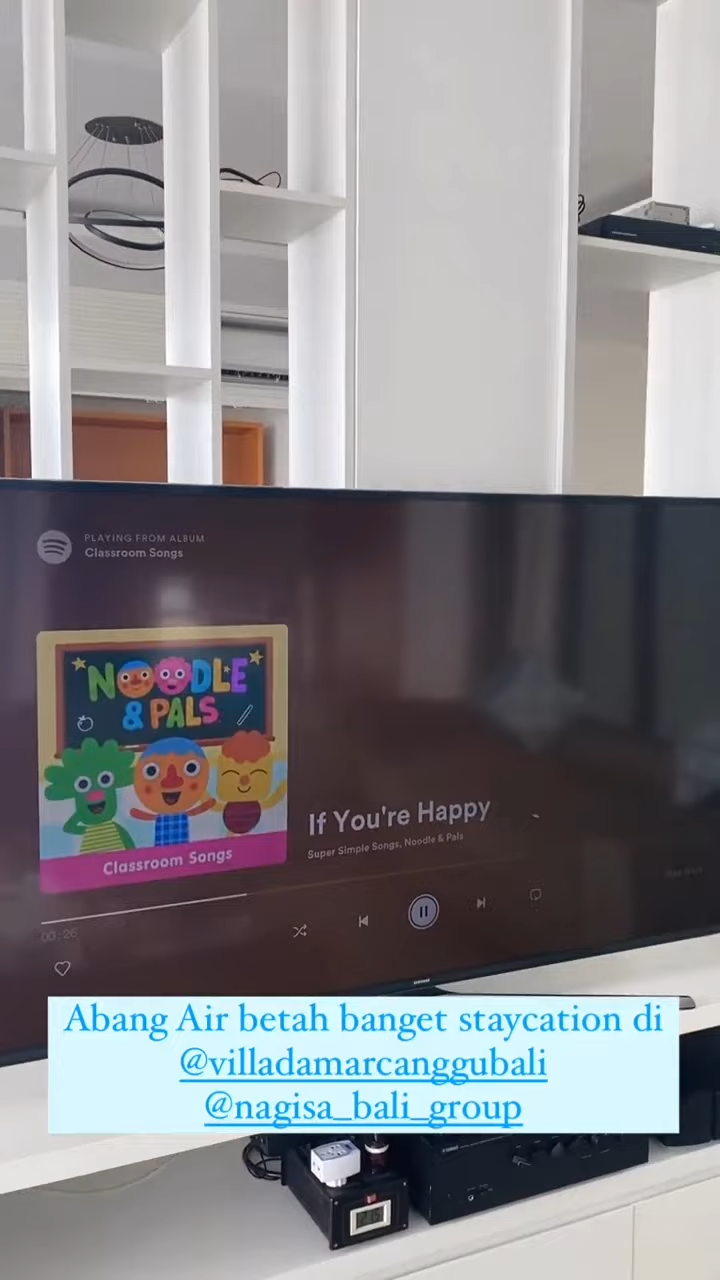 PLAYING FROM ALBUM
Classroom Songs
NOODLE
& PALS
Classroom Songs
If You're Happy
Super Simple Songs, Noodle & Pals
00:26
SAMSUNG
Abang Air betah banget staycation di
@villadamarcanggubali
@nagisa_bali_group